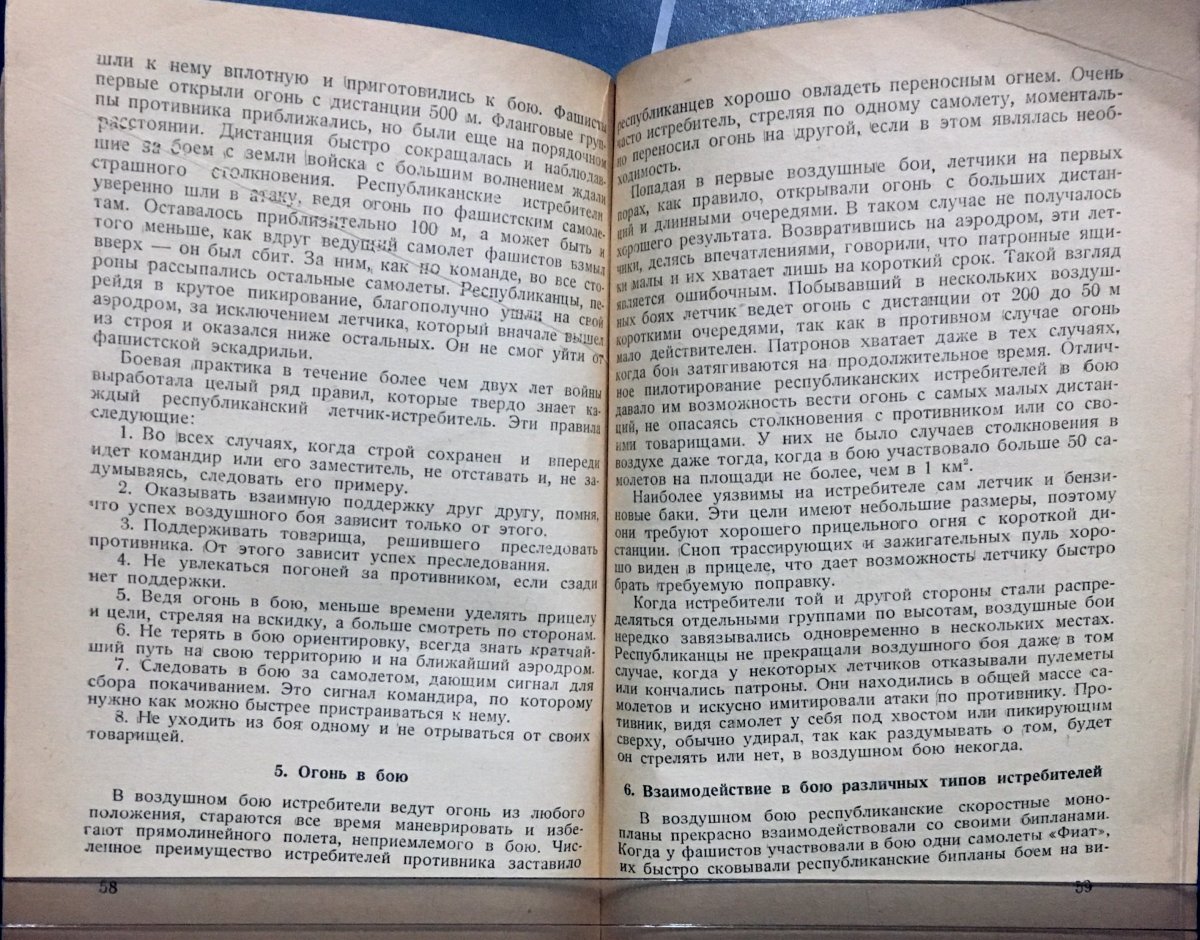 шли к нему вплотную и приготовились к бою. Фашисты
первые открыли огонь с дистанции 500 м. Фланговые груп-
пы противника приближались, но были еще на порядочном
расстоянии. Дистанция быстро сокращалась и наблюдав-
шие за боем с земли войска с большим волнением ждали
страшного столкновения. Республиканские истребители
уверенно шли в атаку, ведя огонь по фашистским самоле-
там. Оставалось приблизительно 100 м, а может быть и
того меньше, как вдруг ведущий самолет фашистов взмыл
вверх — он был сбит. За ним, как по команде, во все сто-
роны рассыпались остальные самолеты. Республиканцы, пе-
рейдя в крутое пикирование, благополучно ушли на свой
аэродром, за исключением летчика, который вначале вышел
из строя и оказался ниже остальных. Он не смог уйти от
фашистской эскадрильи.
Боевая практика в течение более чем двух лет войны
выработала целый ряд правил, которые твердо знает ка-
ждый республиканский летчик-истребитель. Эти правила
следующие:
1. Во всех случаях, когда строй сохранен и впереди
идет командир или его заместитель, не отставать и, не за-
думываясь, следовать его примеру.
2. Оказывать взаимную поддержку друг другу, помня,
что успех воздушного боя зависит только от этого.
3. Поддерживать товарища, решившего преследовать
противника. От этого зависит успех преследования.
4. Не увлекаться погоней за противником, если сзади
нет поддержки.
5. Ведя огонь в бою, меньше времени уделять прицелу
и цели, стреляя на вскидку, а больше смотреть по сторонам.
6. Не терять в бою ориентировку, всегда знать кратчай-
ший путь на свою территорию и на ближайший аэродром.
7. Следовать в бою за самолетом, дающим сигнал для
сбора покачиванием. Это сигнал командира, по которому
нужно как можно быстрее пристраиваться к нему.
8. Не уходить из боя одному и не отрываться от своих
товарищей.
5. Огонь в бою
В воздушном бою истребители ведут огонь из любого
положения, стараются все время маневрировать и избе-
гают прямолинейного полета, неприемлемого в бою. Чис-
ленное преимущество истребителей противника заставило
58
республиканцев хорошо овладеть переносным огнем. Очень
часто истребитель, стреляя по одному самолету, моменталь-
но переносил огонь на другой, если в этом являлась необ-
ходимость.
Попадая в первые воздушные бои, летчики на первых
порах, как правило, открывали огонь с больших дистан-
ций и длинными очередями. В таком случае не получалось
хорошего результата. Возвратившись на аэродром, эти лет-
чики, делясь впечатлениями, говорили, что патронные ящи-
ки малы и их хватает лишь на короткий срок. Такой взгляд
является ошибочным. Побывавший в нескольких воздуш-
ных боях летчик ведет огонь с дистанции от 200 до 50 м
короткими очередями, так как в противном случае огонь
мало действителен. Патронов хватает даже в тех случаях,
когда бои затягиваются на продолжительное время. Отлич-
ное пилотирование республиканских истребителей в бою
давало им возможность вести огонь с самых малых дистан-
ций, не опасаясь столкновения с противником или со сво-
ими товарищами. У них не было случаев столкновения в
воздухе даже тогда, когда в бою участвовало больше 50 са-
молетов на площади не более, чем в 1 км².
Наиболее уязвимы на истребителе сам летчик и бензи-
новые баки. Эти цели имеют небольшие размеры, поэтому
они требуют хорошего прицельного огня с короткой ди-
станции. Сноп трассирующих и зажигательных пуль хоро-
шо виден в прицеле, что дает возможность летчику быстро
брать требуемую поправку.
Когда истребители той и другой стороны стали распре-
деляться отдельными группами по высотам, воздушные бои
нередко завязывались одновременно в нескольких местах.
Республиканцы не прекращали воздушного боя даже в том
случае, когда у некоторых летчиков отказывали пулеметы
или кончались патроны. Они находились в общей массе са-
молетов и искусно имитировали атаки по противнику. Про-
тивник, видя самолет у себя под хвостом или пикирующим
сверху, обычно удирал, так как раздумывать о том, будет
он стрелять или нет, в воздушном бою некогда.
6. Взаимодействие в бою различных типов истребителей
В воздушном бою республиканские скоростные моно-
планы прекрасно взаимодействовали со своими бипланами.
Когда у фашистов участвовали в бою одни самолеты «Фиат»,
их быстро сковывали республиканские бипланы боем на ви-
59